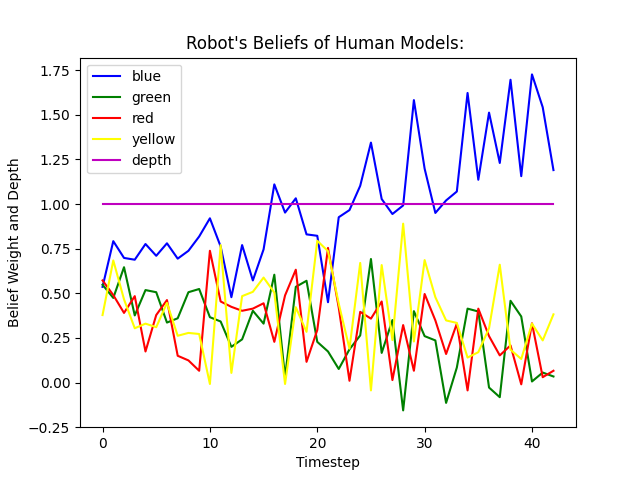 Robot's Beliefs of Human Models:
blue
green
red
yellow
depth
Belief Weight and Depth
1.75
1.50
1.25
1.00
0.75
0.50
0.25
0.00
−0.25
0 10 20 30 40
Timestep